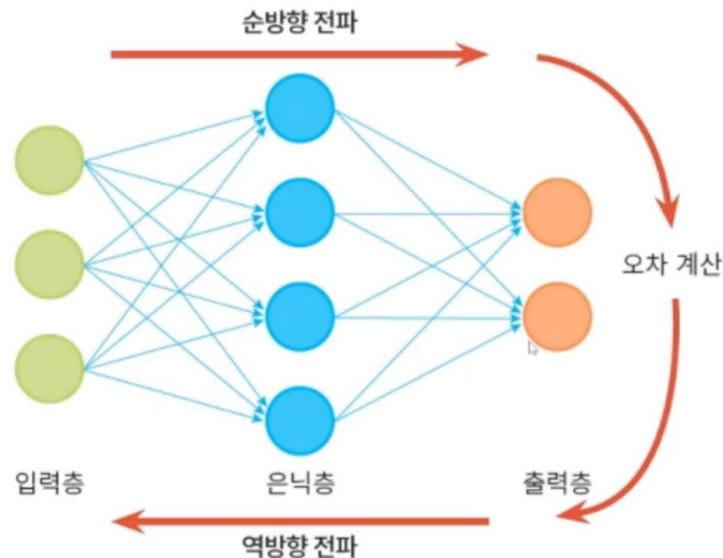 순방향 전파
오차 계산
입력층
은닉층
출력층
역방향 전파